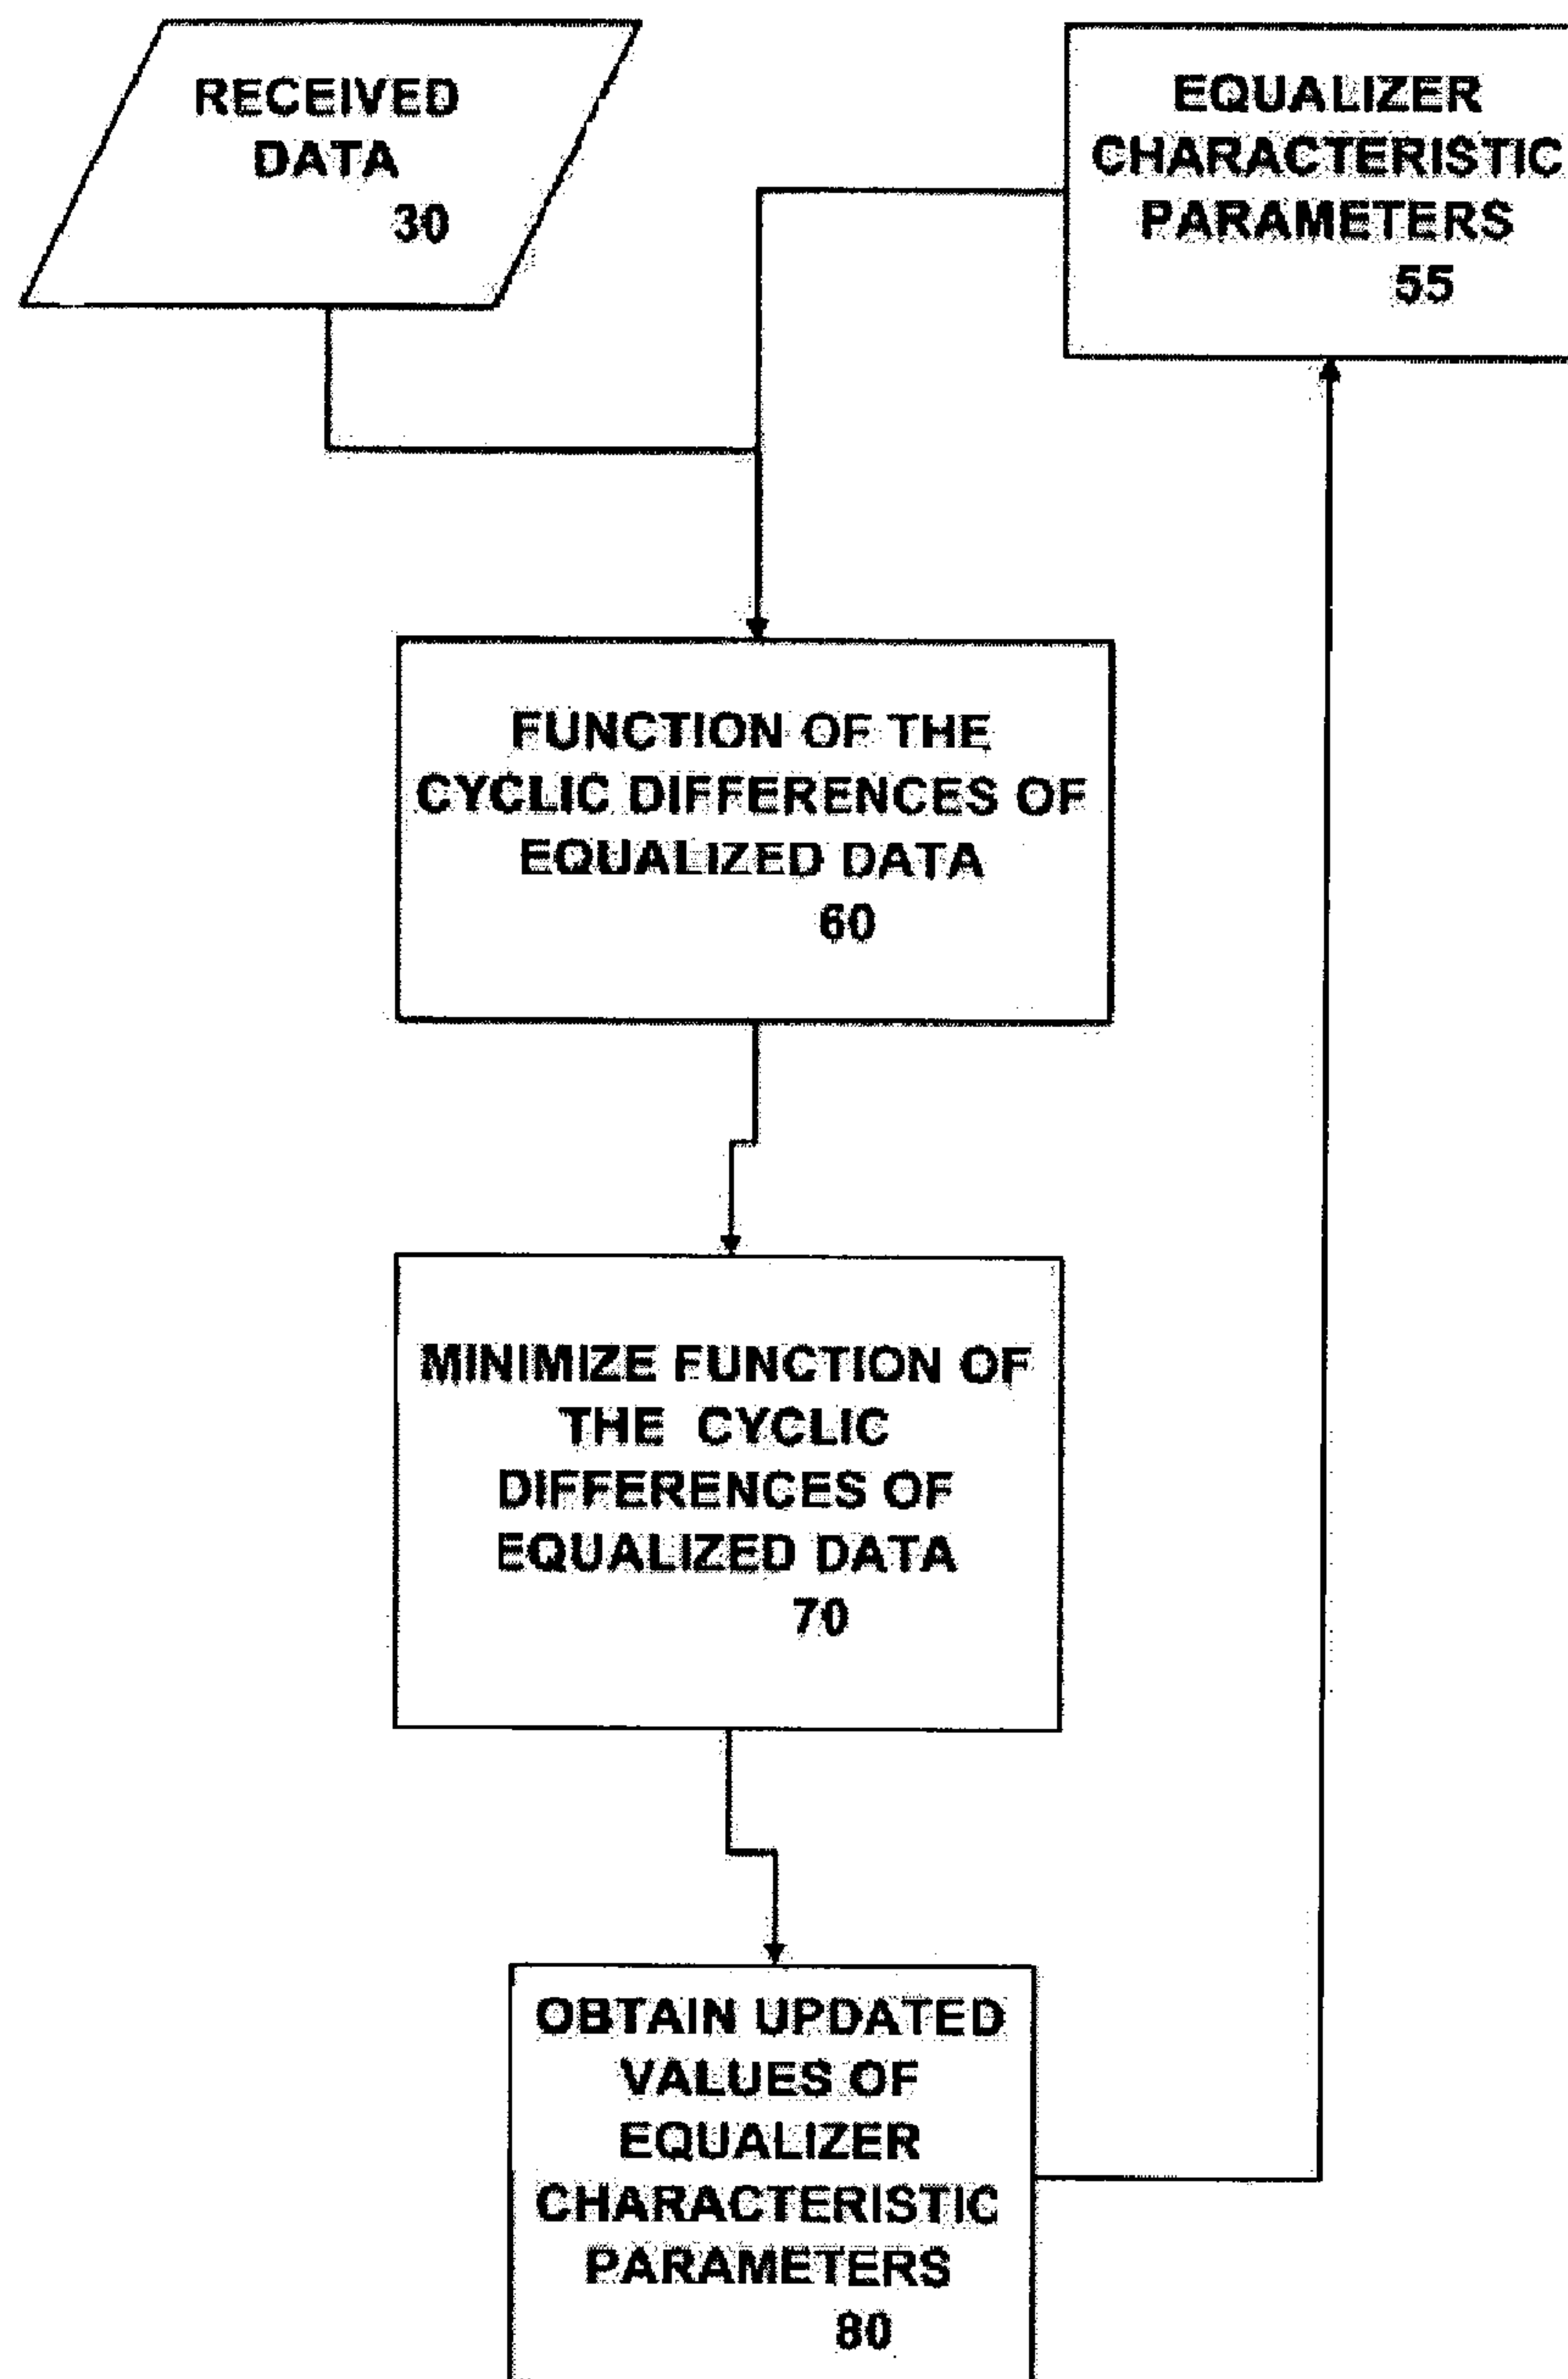 RECEIVED
DATA
30
EQUALIZER
CHARACTERISTIC
PARAMETERS
55
FUNCTION OF THE
CYCLIC DIFFERENCES OF
EQUALIZED DATA
60
MINIMIZE FUNCTION OF
THE CYCLIC
DIFFERENCES OF
EQUALIZED DATA
70
OBTAIN UPDATED
VALUES OF
EQUALIZER
CHARACTERISTIC
PARAMETERS
80